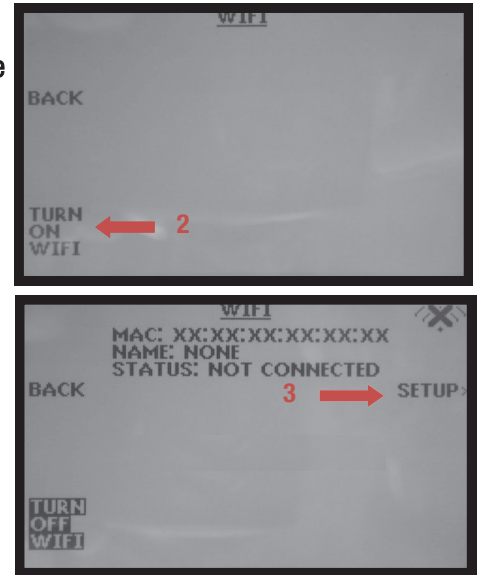 WIFI
e
BACK
TURN
ON
WIFI
2
WIFI
MAC: XX:XX:XX:XX:XX:XX
NAME: NONE
STATUS: NOT CONNECTED
BACK
3
SETUP>
TURN
OFF
WIFI